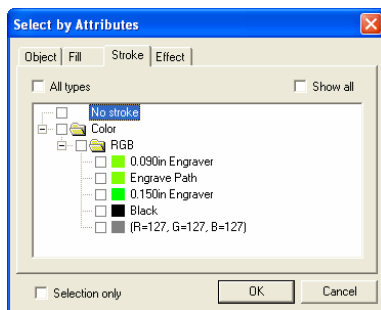 Select by Attributes
Object Fill Stroke Effect
All types Show all
No stroke
Color
RGB
0.090in Engraver
Engrave Path
0.150in Engraver
Black
(R=127, G=127, B=127)
Selection only OK Cancel